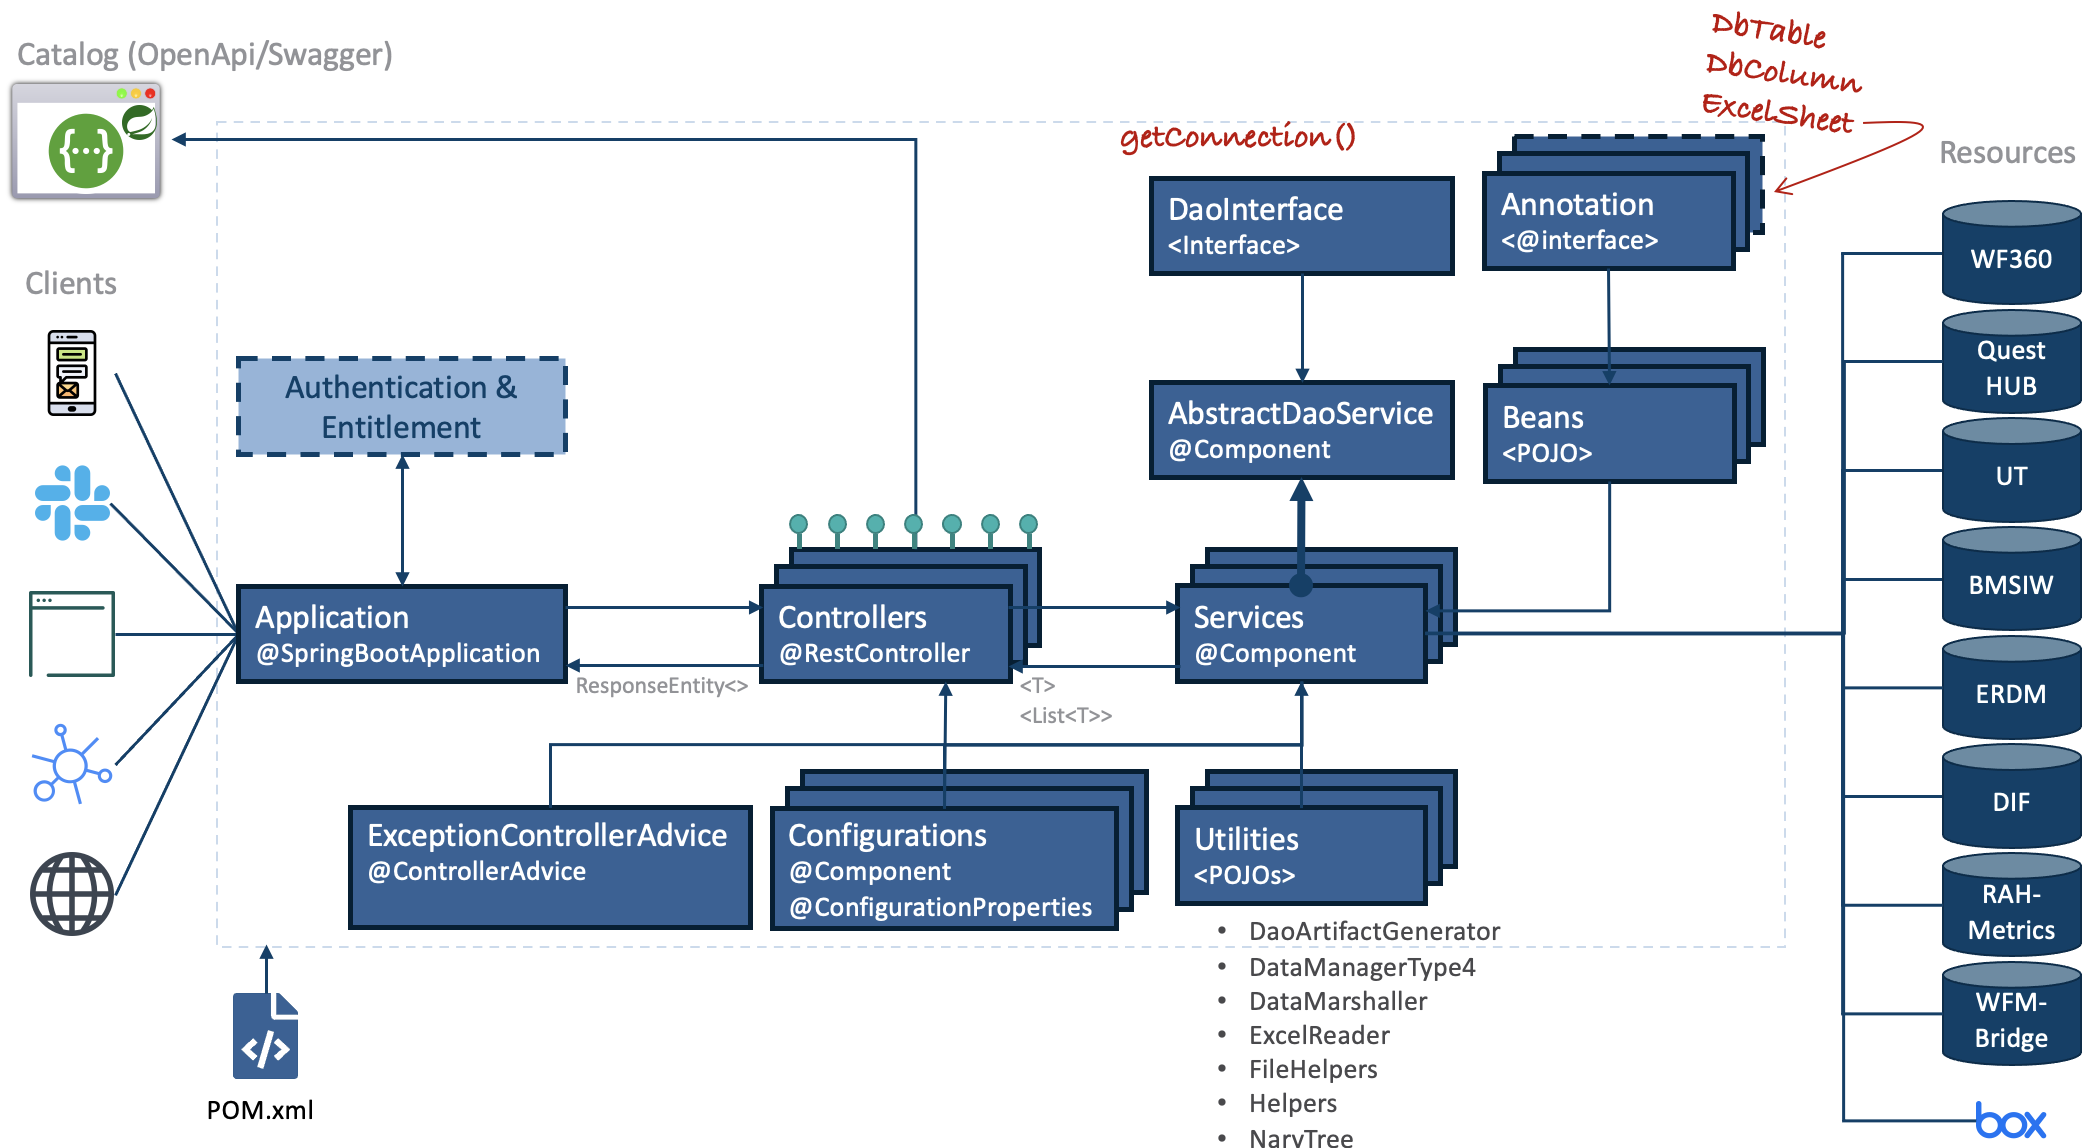 Catalog (OpenApi/Swagger)
DbTable
DbColumn
ExcelSheet
getConnection()
Resources
DaoInterface
<Interface>
Annotation
<@interface>
WF360
Clients
Quest
HUB
Authentication &
Entitlement
AbstractDaoService
@Component
Beans
<POJO>
UT
BMSIW
Application
@SpringBootApplication
Controllers
@RestController
Services
@Component
ResponseEntity<>
<T>
<List<T>>
ERDM
DIF
ExceptionControllerAdvice
@ControllerAdvice
Configurations
@Component
@ConfigurationProperties
Utilities
<POJOs>
RAH-
Metrics
• DaoArtifactGenerator
• DataManagerType4
• DataMarshaller
• ExcelReader
• FileHelpers
• Helpers
• NaryTree
WFM-
Bridge
</>
POM.xml
box